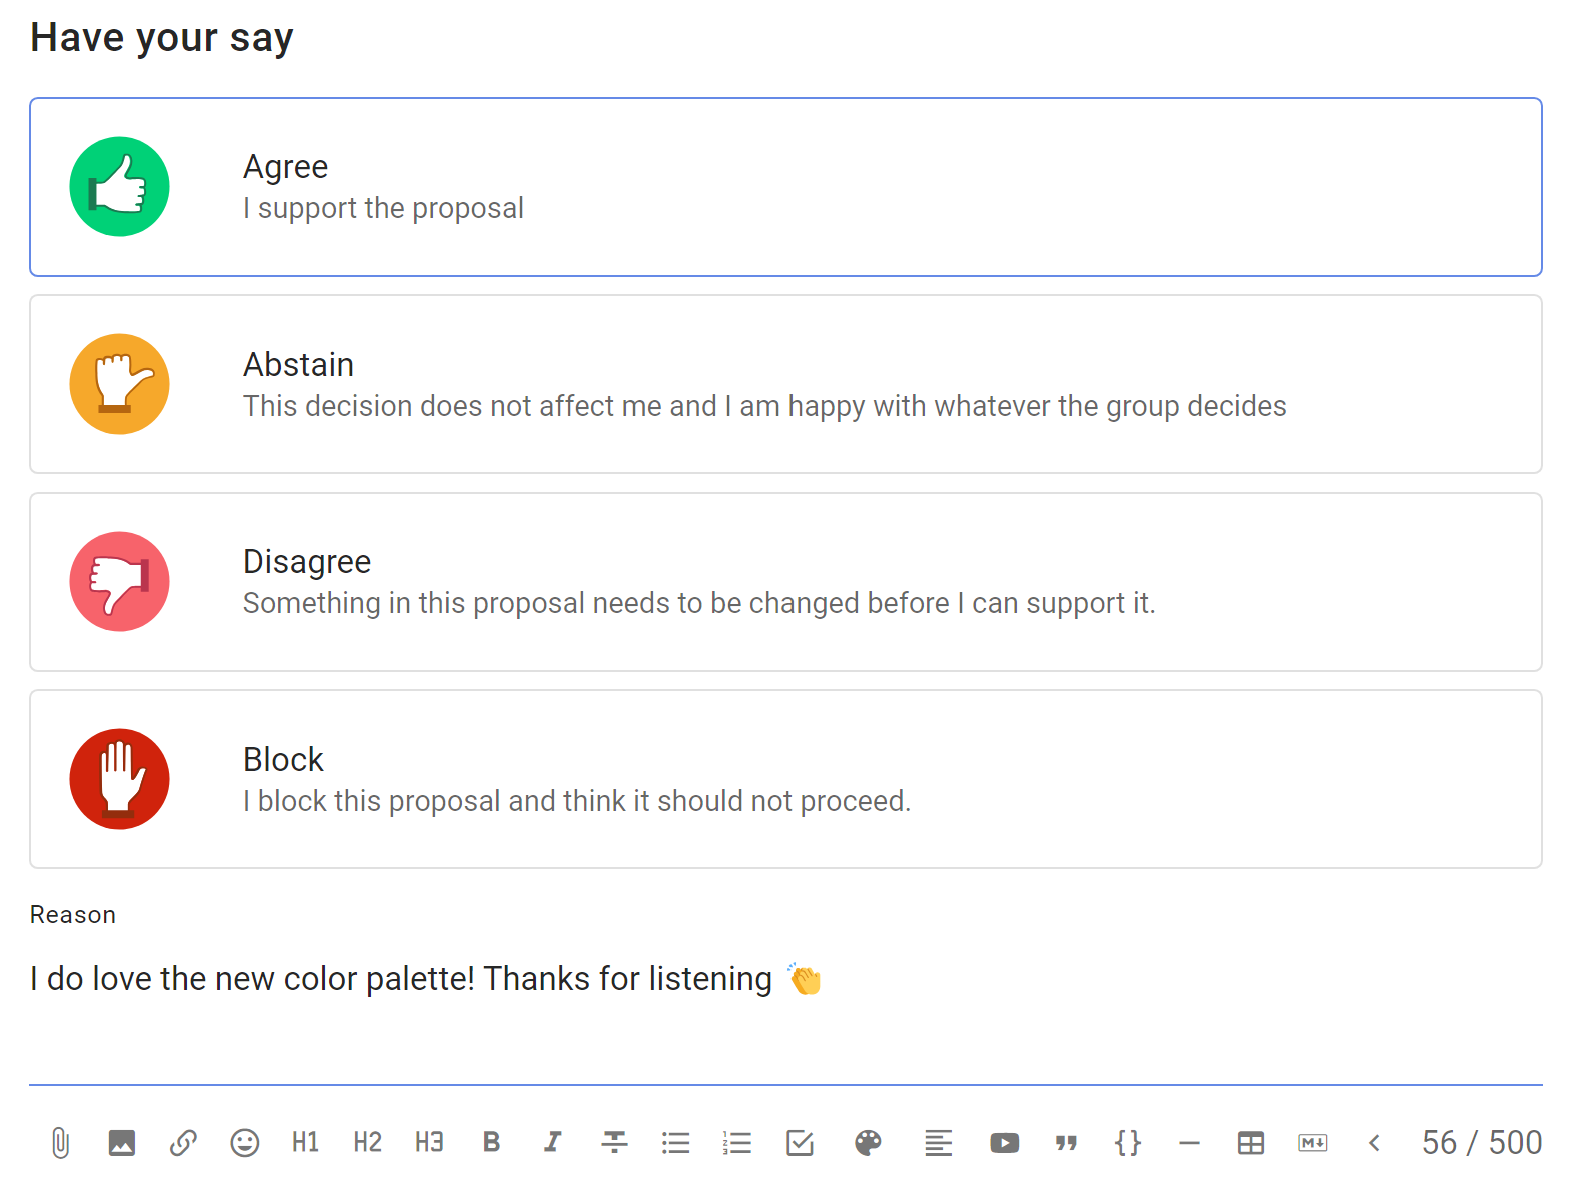 Have your say
Agree
I support the proposal
Abstain
This decision does not affect me and I am happy with whatever the group decides
Disagree
Something in this proposal needs to be changed before I can support it.
Block
I block this proposal and think it should not proceed.
Reason
I do love the new color palette! Thanks for listening 👏
H1 H2 H3 B I 56 / 500